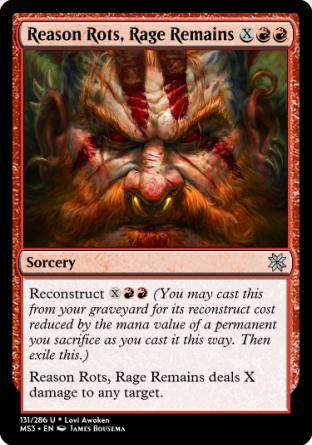 Reason Rots, Rage Remains X
Sorcery
Reconstruct X (You may cast this
from your graveyard for its reconstruct cost
reduced by the mana value of a permanent
you sacrifice as you cast it this way. Then
exile this.)
Reason Rots, Rage Remains deals X
damage to any target.
131/286 U * Lovi Awoken
MS3 • EN James Bousema